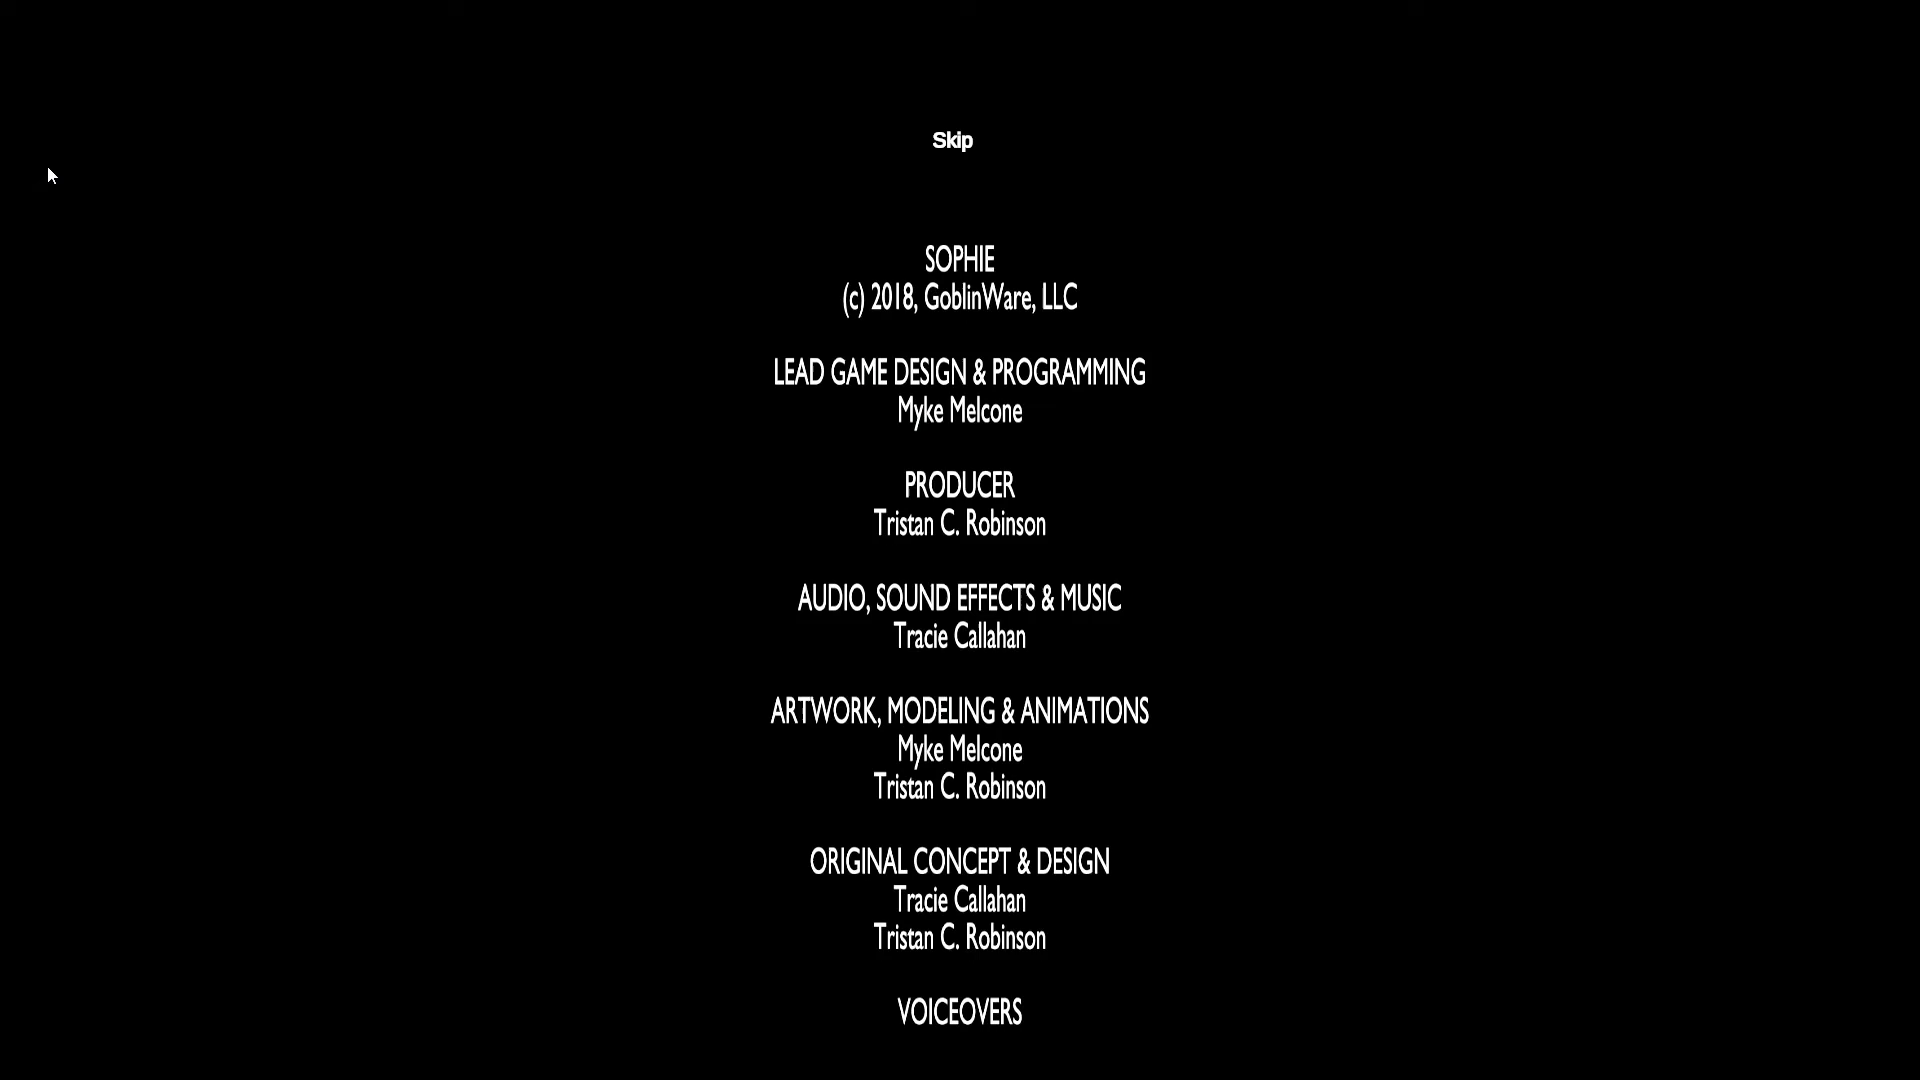 Skip
SOPHIE
(c) 2018, GoblinWare, LLC
LEAD GAME DESIGN & PROGRAMMING
Myke Melcone
PRODUCER
Tristan C. Robinson
AUDIO, SOUND EFFECTS & MUSIC
Tracie Callahan
ARTWORK, MODELING & ANIMATIONS
Myke Melcone
Tristan C. Robinson
ORIGINAL CONCEPT & DESIGN
Tracie Callahan
Tristan C. Robinson
VOICEOVERS